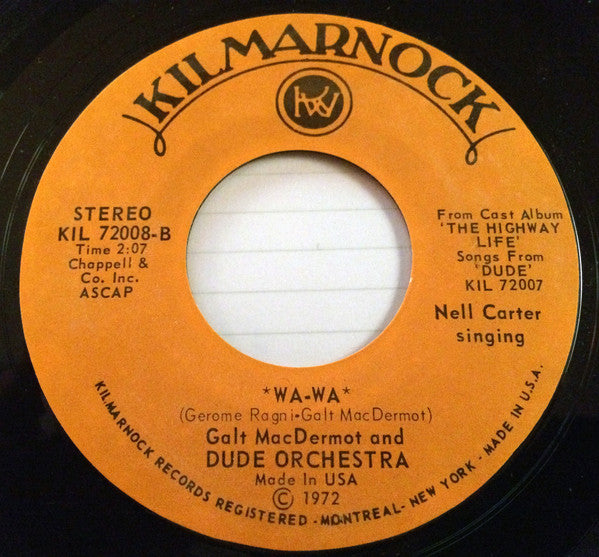 KILMARNOCK
STEREO
KIL 72008-B
Time 2:07
Chappell &
Co. Inc.
ASCAP
From Cast Album
'THE HIGHWAY
LIFE'
Songs From
'DUDE'
KIL 72007
Nell Carter
singing
*WA-WA*
(Gerome Ragni•Galt MacDermot)
Galt MacDermot and
DUDE ORCHESTRA
Made In USA
© 1972
KILMARNOCK RECORDS REGISTERED - MONTREAL - NEW YORK - MADE IN U.S.A.